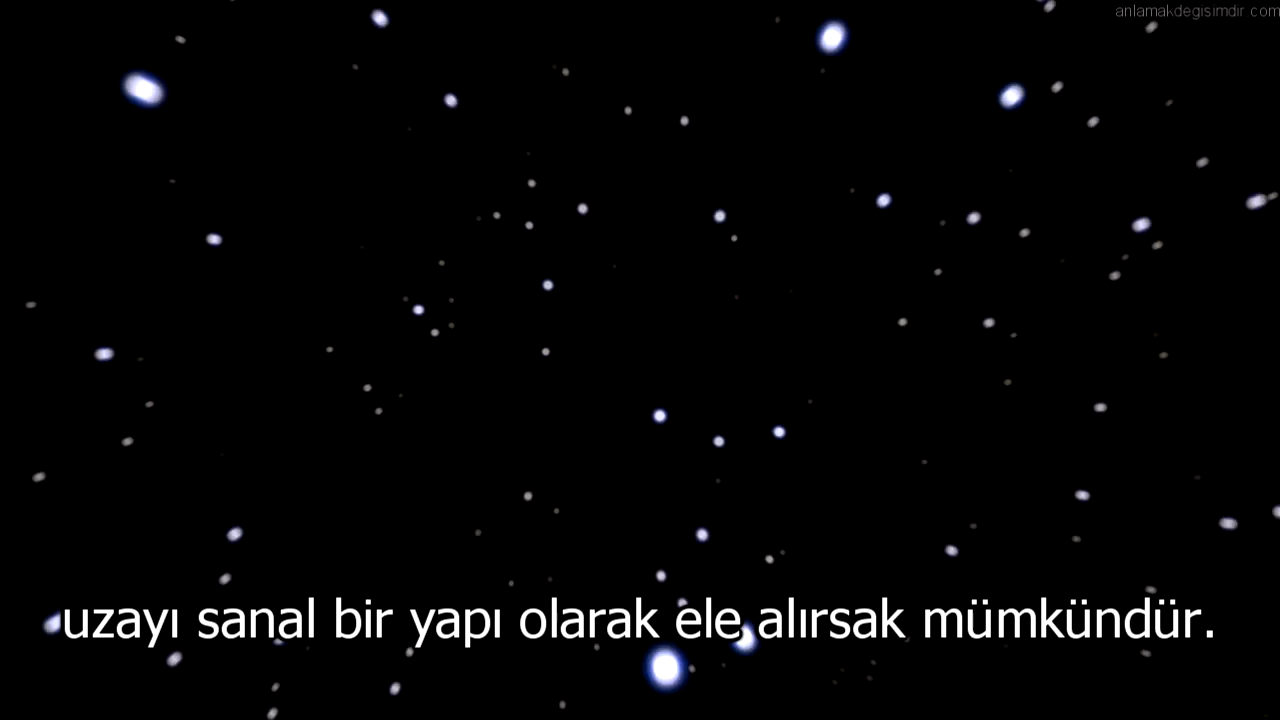 anlamakdegisimdir.com
uzayı sanal bir yapı olarak ele alırsak mümkündür.